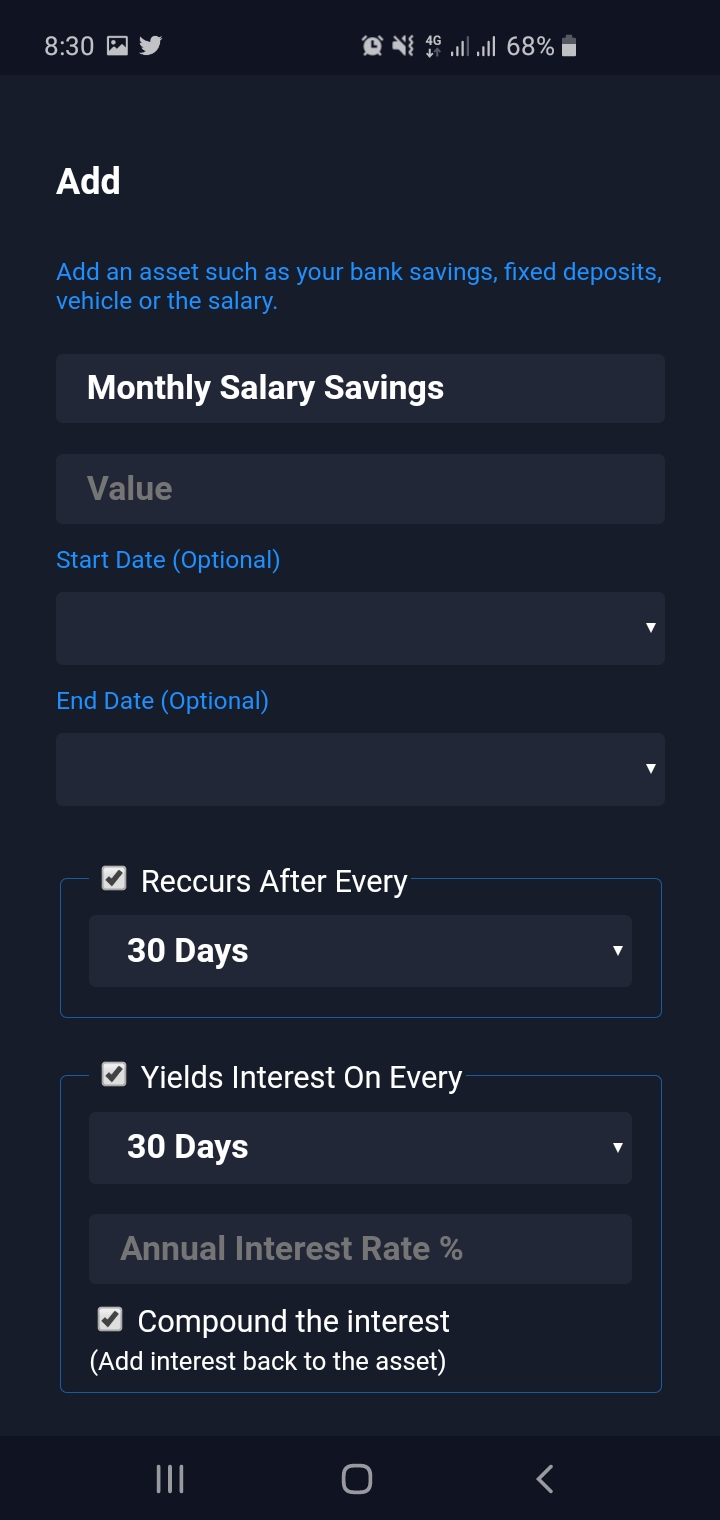 8:30 4G 68%
Add
Add an asset such as your bank savings, fixed deposits,
vehicle or the salary.
Monthly Salary Savings
Value
Start Date (Optional)
End Date (Optional)
Reccurs After Every
30 Days
Yields Interest On Every
30 Days
Annual Interest Rate %
Compound the interest
(Add interest back to the asset)